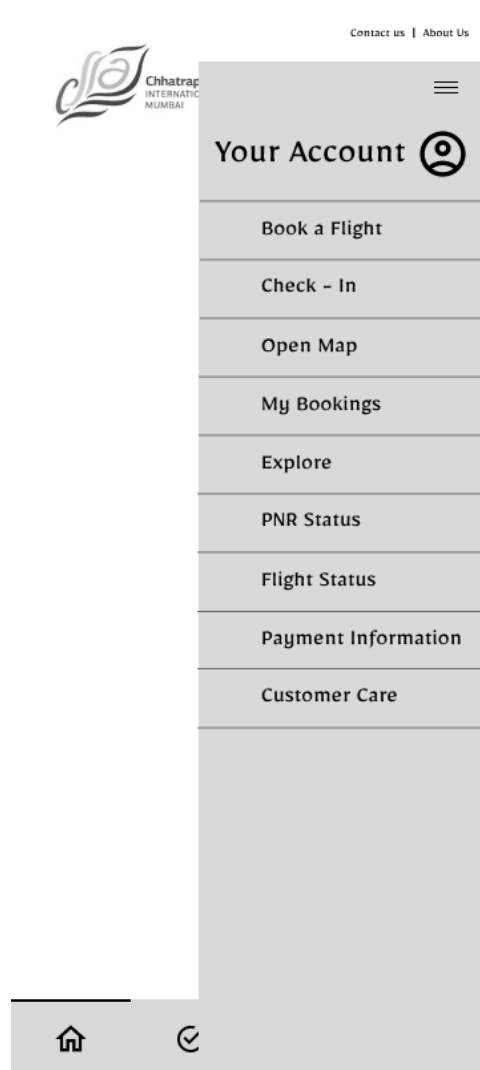 Contact us | About Us
Chhatrap
INTERNATIC
MUMBAI
Your Account
Book a Flight
Check - In
Open Map
My Bookings
Explore
PNR Status
Flight Status
Payment Information
Customer Care